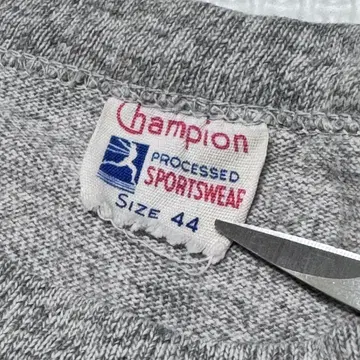 Champion
PROCESSED
SPORTSWEAR
SIZE 44